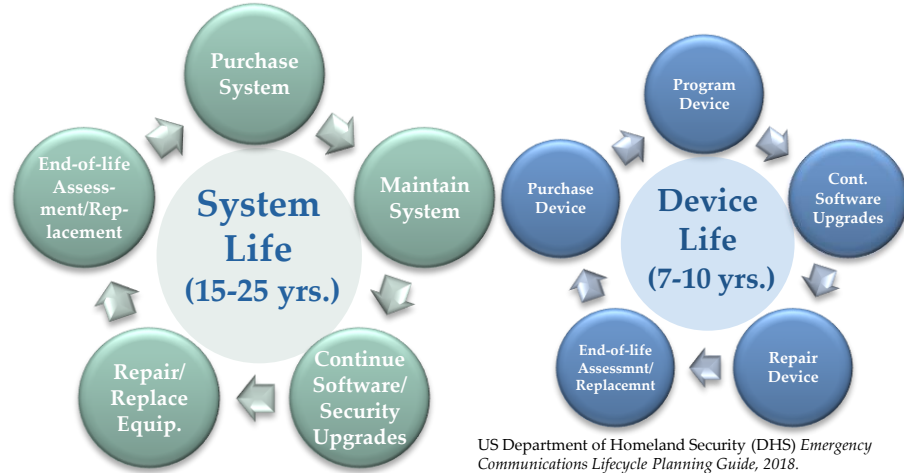 Purchase
System
Maintain
System
Continue
Software/
Security
Upgrades
Repair/
Replace
Equip.
End-of-life
Assess-
ment/Rep-
lacement
System
Life
(15-25 yrs.)
Program
Device
Cont.
Software
Upgrades
Repair
Device
End-of-life
Assessmnt/
Replacemnt
Purchase
Device
Device
Life
(7-10 yrs.)
US Department of Homeland Security (DHS) Emergency
Communications Lifecycle Planning Guide, 2018.